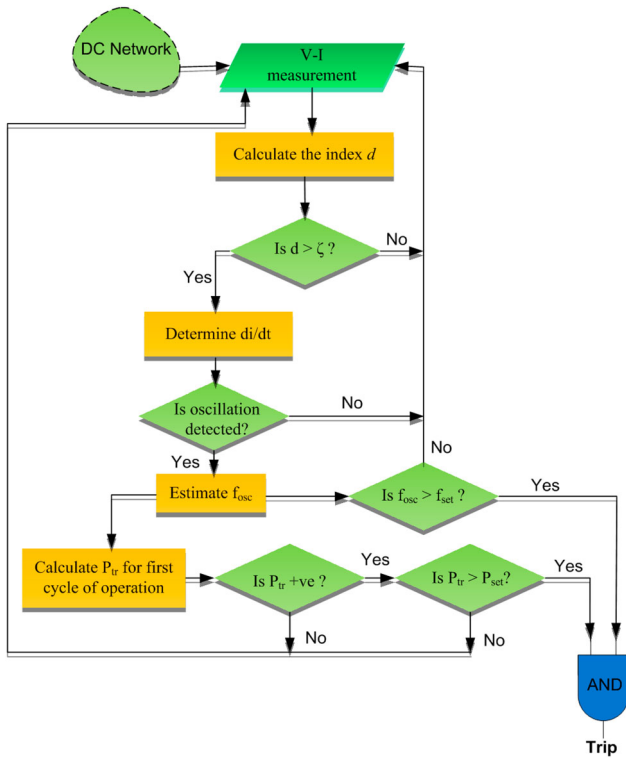 DC Network
V-I
measurement
Calculate the index d
Is d > ζ ?
No
Yes
Determine di/dt
Is oscillation
detected?
No
Yes
No
Estimate fosc
Is fosc > fset ?
Yes
Calculate Ptr for first
cycle of operation
Is Ptr +ve ?
Yes
Is Ptr > Pset?
Yes
No
No
AND
Trip